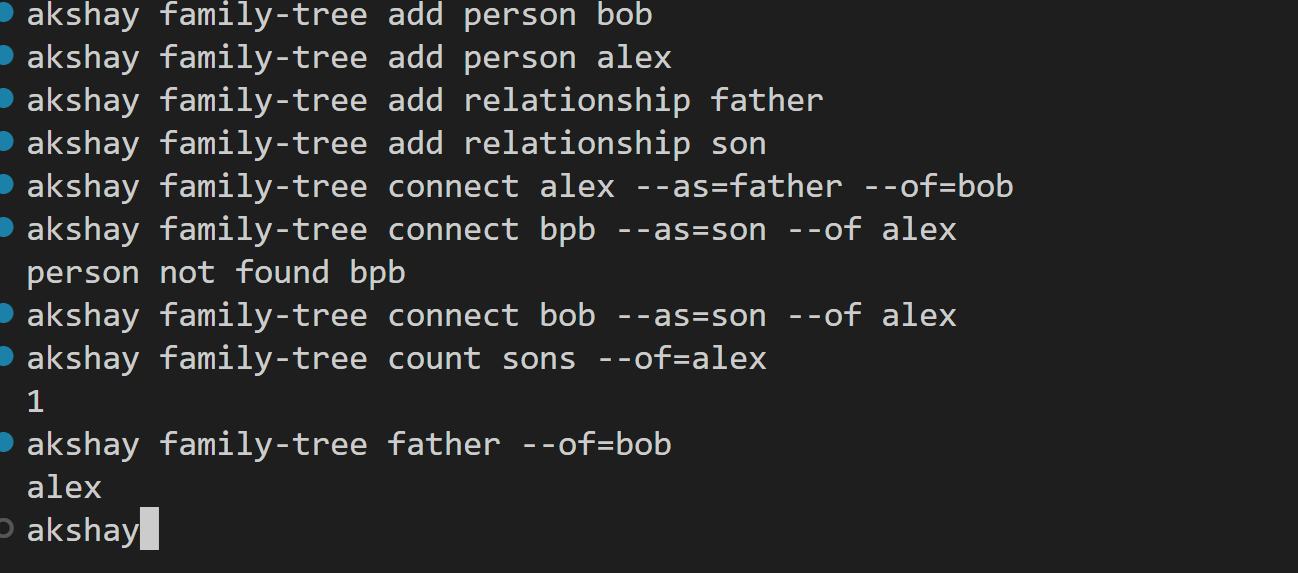 akshay family-tree add person bob
akshay family-tree add person alex
akshay family-tree add relationship father
akshay family-tree add relationship son
akshay family-tree connect alex --as=father --of=bob
akshay family-tree connect bpb --as=son --of alex
person not found bpb
akshay family-tree connect bob --as=son --of alex
akshay family-tree count sons --of=alex
1
akshay family-tree father --of=bob
alex
akshay